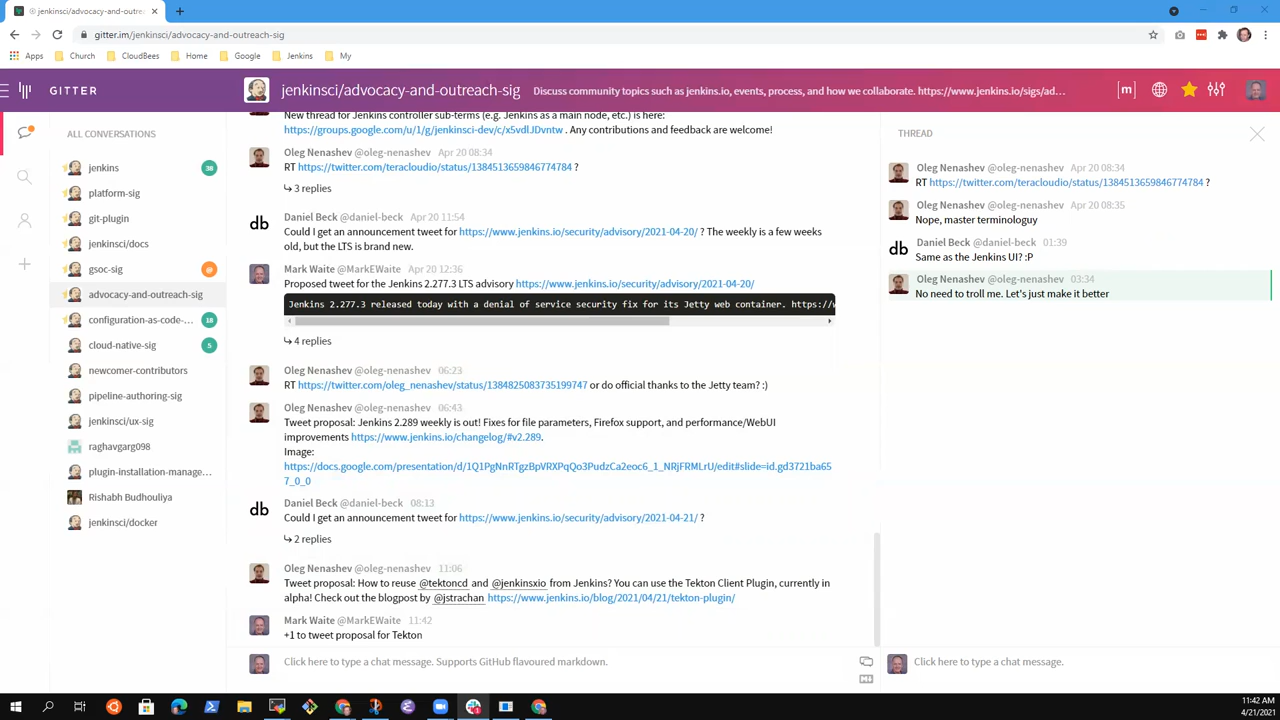 jenkinsci/advocacy-and-outreach-sig
gitter.im/jenkinsci/advocacy-and-outreach-sig
Apps
Church
CloudBees
Home
Google
Jenkins
My
GITTER
jenkinsci/advocacy-and-outreach-sig
Discuss community topics such as jenkins.io, events, process, and how we collaborate. https://www.jenkins.io/sigs/ad...
[m]
ALL CONVERSATIONS
jenkins
38
platform-sig
git-plugin
jenkinsci/docs
gsoc-sig
@
advocacy-and-outreach-sig
configuration-as-code-...
18
cloud-native-sig
5
newcomer-contributors
pipeline-authoring-sig
jenkinsci/ux-sig
raghavgarg098
plugin-installation-manage...
Rishabh Budhouliya
jenkinsci/docker
New thread for Jenkins controller sub-terms (e.g. Jenkins as a main node, etc.) is here:
https://groups.google.com/u/1/g/jenkinsci-dev/c/x5vdlJDvntw . Any contributions and feedback are welcome!
Oleg Nenashev @oleg-nenashev Apr 20 08:34
RT https://twitter.com/teracloudio/status/1384513659846774784 ?
3 replies
db
Daniel Beck @daniel-beck Apr 20 11:54
Could I get an announcement tweet for https://www.jenkins.io/security/advisory/2021-04-20/ ? The weekly is a few weeks
old, but the LTS is brand new.
Mark Waite @MarkEWaite Apr 20 12:36
Proposed tweet for the Jenkins 2.277.3 LTS advisory https://www.jenkins.io/security/advisory/2021-04-20/
Jenkins 2.277.3 released today with a denial of service security fix for its Jetty web container. https://w
4 replies
Oleg Nenashev @oleg-nenashev 06:23
RT https://twitter.com/oleg_nenashev/status/1384825083735199747 or do official thanks to the Jetty team? :)
Oleg Nenashev @oleg-nenashev 06:43
Tweet proposal: Jenkins 2.289 weekly is out! Fixes for file parameters, Firefox support, and performance/WebUI
improvements https://www.jenkins.io/changelog/#v2.289.
Image:
https://docs.google.com/presentation/d/1Q1PgNnRTgzBpVRXPqQo3PudzCa2eoc6_1_NRjFRMLrU/edit#slide=id.gd3721ba65
7_0_0
db
Daniel Beck @daniel-beck 08:13
Could I get an announcement tweet for https://www.jenkins.io/security/advisory/2021-04-21/ ?
2 replies
Oleg Nenashev @oleg-nenashev 11:06
Tweet proposal: How to reuse @tektoncd and @jenkinsxio from Jenkins? You can use the Tekton Client Plugin, currently in
alpha! Check out the blogpost by @jstrachan https://www.jenkins.io/blog/2021/04/21/tekton-plugin/
Mark Waite @MarkEWaite 11:42
+1 to tweet proposal for Tekton
Click here to type a chat message. Supports GitHub flavoured markdown.
THREAD
Oleg Nenashev @oleg-nenashev Apr 20 08:34
RT https://twitter.com/teracloudio/status/1384513659846774784 ?
Oleg Nenashev @oleg-nenashev Apr 20 08:35
Nope, master terminologuy
db
Daniel Beck @daniel-beck 01:39
Same as the Jenkins UI? :P
Oleg Nenashev @oleg-nenashev 03:34
No need to troll me. Let's just make it better
Click here to type a chat message.
11:42 AM
4/21/2021